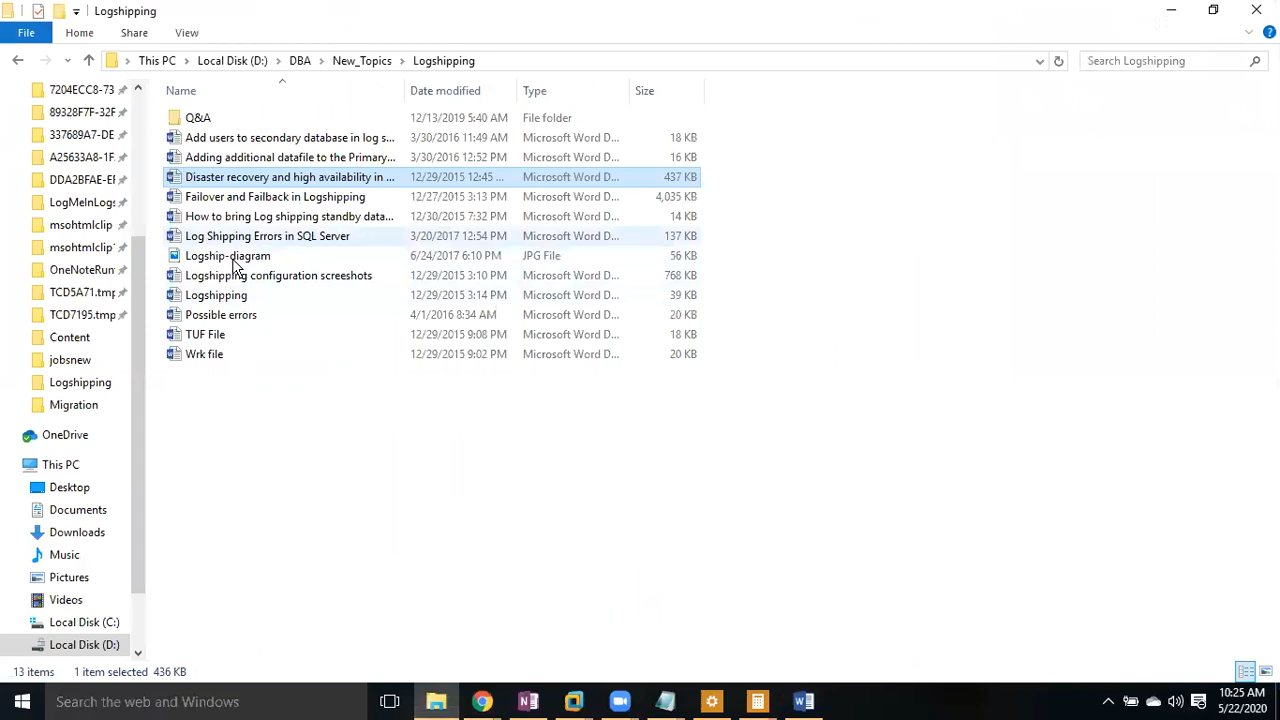 Logshipping
File Home Share View
This PC Local Disk (D:) DBA New_Topics Logshipping
Search Logshipping
Name Date modified Type Size
Q&A 12/13/2019 5:40 AM File folder
Add users to secondary database in log s... 3/30/2016 11:49 AM Microsoft Word D... 18 KB
Adding additional datafile to the Primary... 3/30/2016 12:52 PM Microsoft Word D... 16 KB
Disaster recovery and high availability in ... 12/29/2015 12:45 ... Microsoft Word D... 437 KB
Failover and Failback in Logshipping 12/27/2015 3:13 PM Microsoft Word D... 4,035 KB
How to bring Log shipping standby data... 12/30/2015 7:32 PM Microsoft Word D... 14 KB
Log Shipping Errors in SQL Server 3/20/2017 12:54 PM Microsoft Word D... 137 KB
Logship-diagram 6/24/2017 6:10 PM JPG File 56 KB
Logshipping configuration screeshots 12/29/2015 3:10 PM Microsoft Word D... 768 KB
Logshipping 12/29/2015 3:14 PM Microsoft Word D... 39 KB
Possible errors 4/1/2016 8:34 AM Microsoft Word D... 20 KB
TUF File 12/29/2015 9:08 PM Microsoft Word D... 18 KB
Wrk file 12/29/2015 9:02 PM Microsoft Word D... 20 KB
7204ECC8-73
89328F7F-32F
337689A7-DE
A25633A8-1F
DDA2BFAE-EF
LogMeInLogs
msohtmlclip
msohtmlclip
OneNoteRun
TCD5A71.tmp
TCD7195.tmp
Content
jobsnew
Logshipping
Migration
OneDrive
This PC
Desktop
Documents
Downloads
Music
Pictures
Videos
Local Disk (C:)
Local Disk (D:)
13 items 1 item selected 436 KB
Search the web and Windows
10:25 AM
5/22/2020